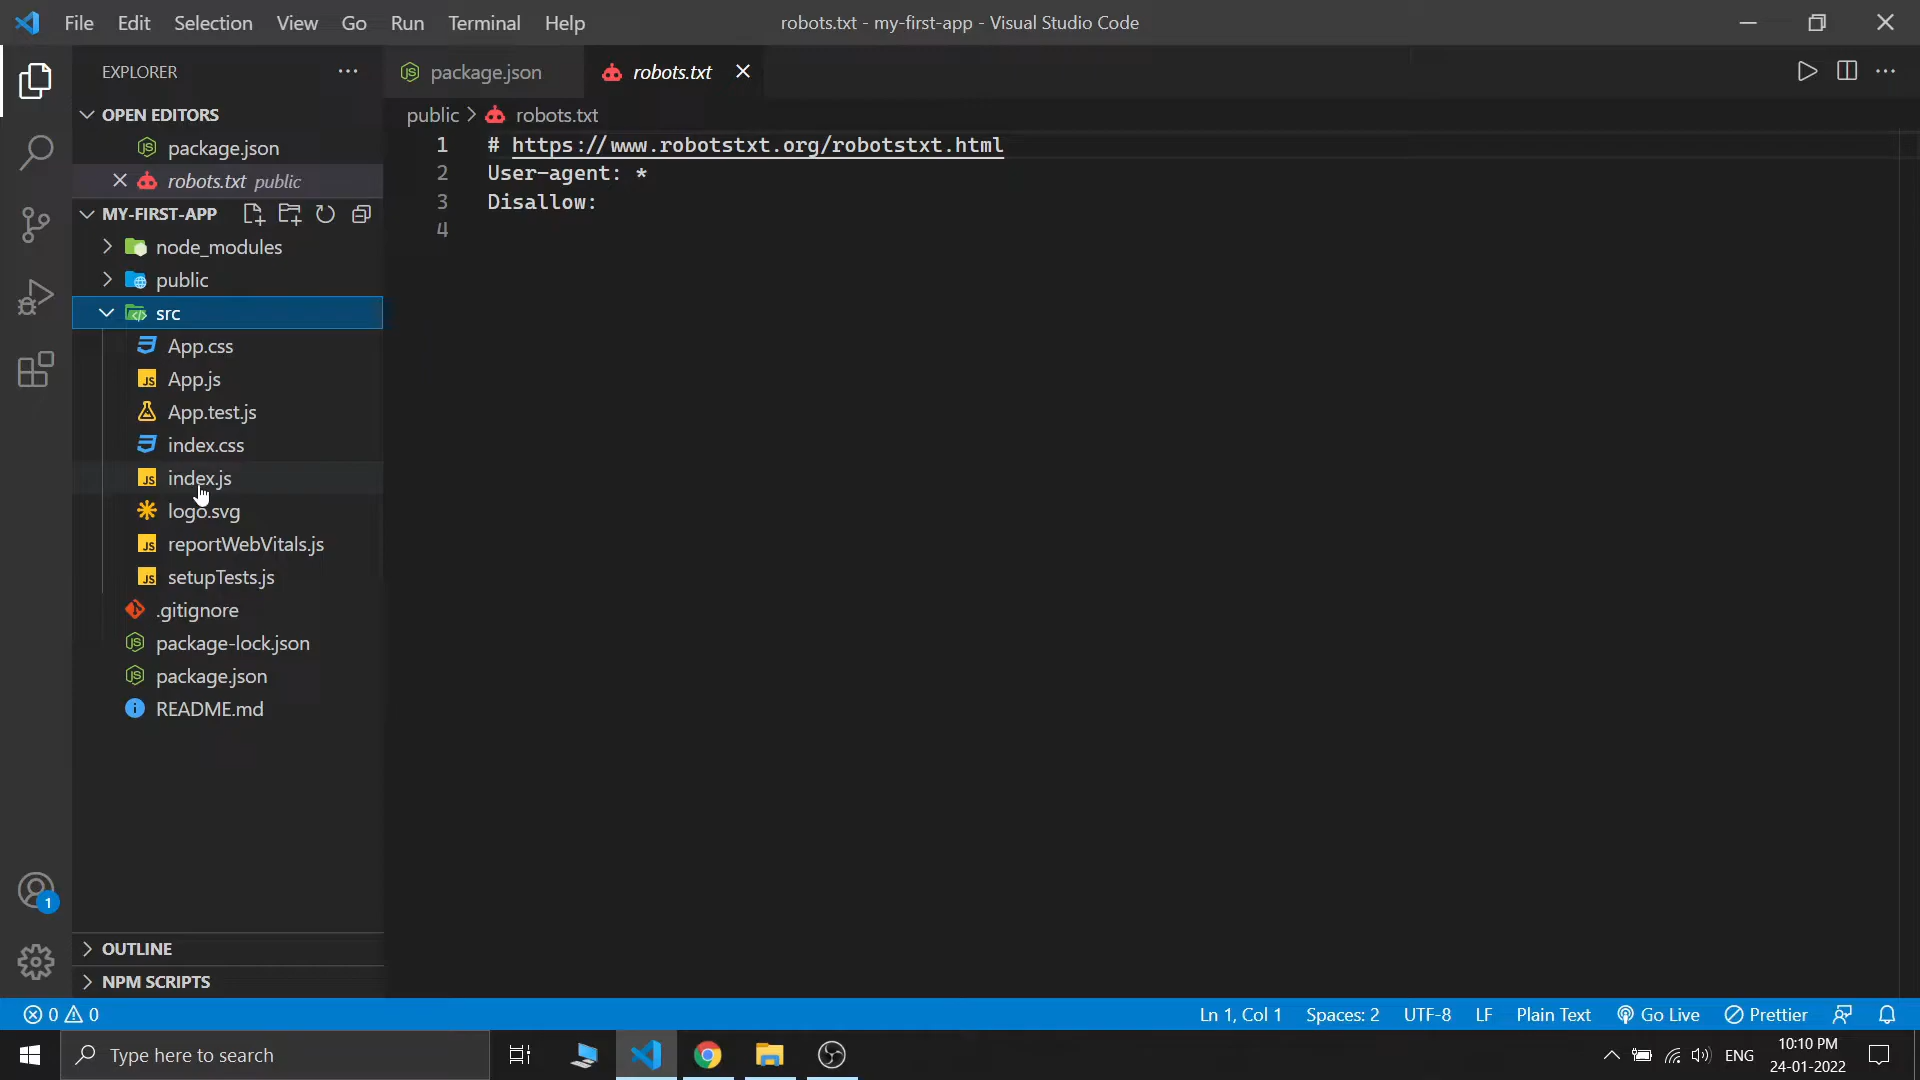 File Edit Selection View Go Run Terminal Help
robots.txt - my-first-app - Visual Studio Code
EXPLORER
OPEN EDITORS
package.json
robots.txt public
MY-FIRST-APP
node_modules
public
src
App.css
App.js
App.test.js
index.css
index.js
logo.svg
reportWebVitals.js
setupTests.js
.gitignore
package-lock.json
package.json
README.md
OUTLINE
NPM SCRIPTS
package.json
robots.txt
public > robots.txt
1 # https://www.robotstxt.org/robotstxt.html
2 User-agent: *
3 Disallow:
4
1
0 0
Ln 1, Col 1 Spaces: 2 UTF-8 LF Plain Text Go Live Prettier
Type here to search
ENG
10:10 PM
24-01-2022